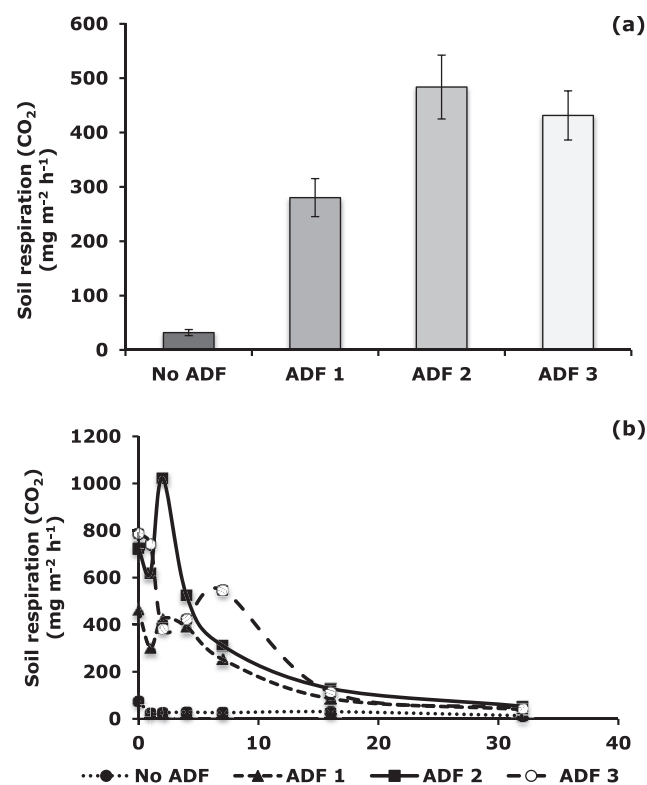 (a)
600
500
400
300
200
100
0
Soil respiration (CO₂)
(mg m⁻² h⁻¹)
No ADF ADF 1 ADF 2 ADF 3
(b)
1200
1000
800
600
400
200
0
Soil respiration (CO₂)
(mg m⁻² h⁻¹)
0 10 20 30 40
No ADF ADF 1 ADF 2 ADF 3